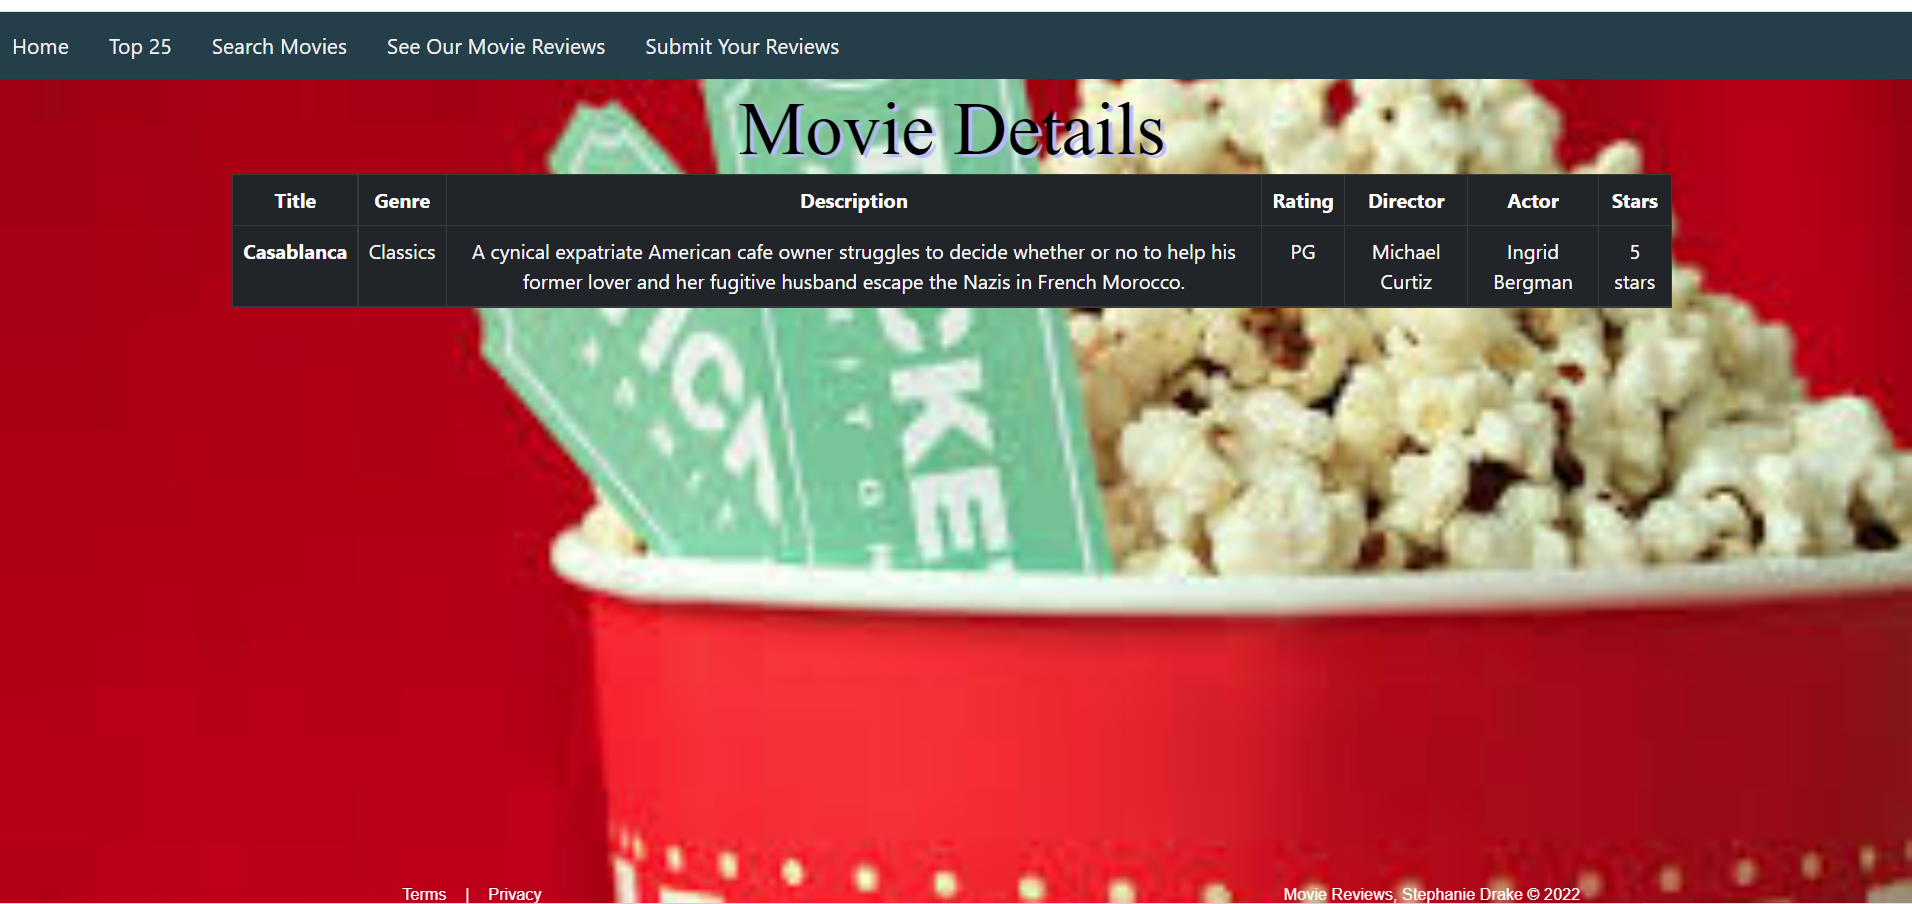 Home Top 25 Search Movies See Our Movie Reviews Submit Your Reviews
Movie Details
Title Genre Description Rating Director Actor Stars
Casablanca Classics A cynical expatriate American cafe owner struggles to decide whether or no to help his PG Michael Ingrid 5
former lover and her fugitive husband escape the Nazis in French Morocco. Curtiz Bergman stars
Terms | Privacy Movie Reviews, Stephanie Drake © 2022